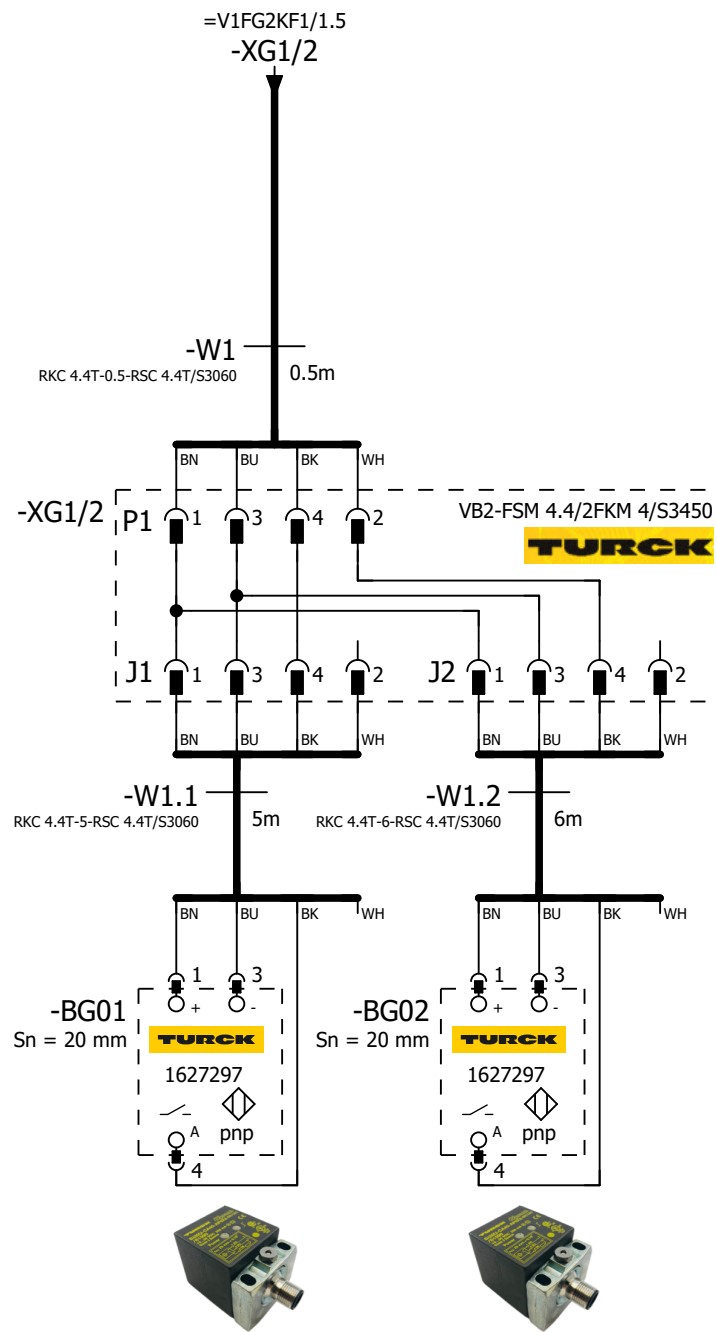 =V1FG2KF1/1.5
-XG1/2
-W1
RKC 4.4T-0.5-RSC 4.4T/S3060
0.5m
BN BU BK WH
-XG1/2
P1 1 3 4 2
VB2-FSM 4.4/2FKM 4/S3450
TURCK
J1 1 3 4 2
J2 1 3 4 2
BN BU BK WH
BN BU BK WH
-W1.1
RKC 4.4T-5-RSC 4.4T/S3060
5m
-W1.2
RKC 4.4T-6-RSC 4.4T/S3060
6m
BN BU BK WH
BN BU BK WH
1 3
-BG01
+ -
Sn = 20 mm
TURCK
1627297
A
pnp
4
1 3
-BG02
+ -
Sn = 20 mm
TURCK
1627297
A
pnp
4